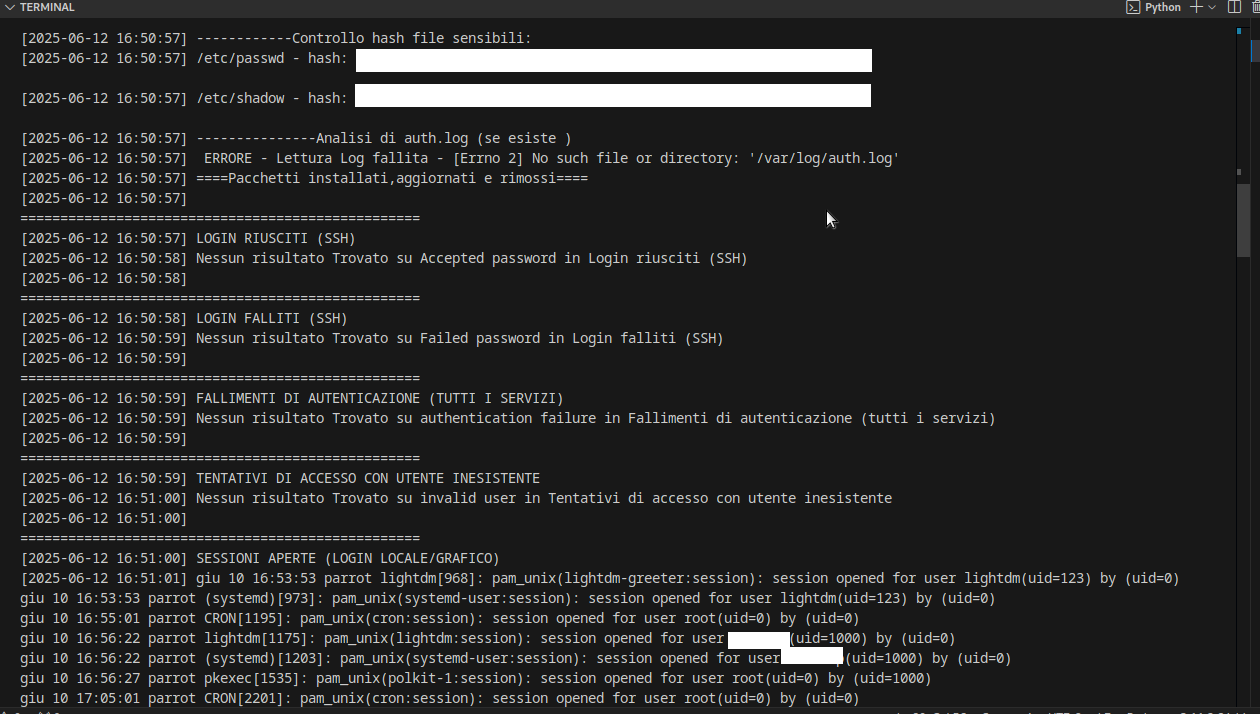 TERMINAL
Python
[2025-06-12 16:50:57] ------------Controllo hash file sensibili:
[2025-06-12 16:50:57] /etc/passwd - hash:
[2025-06-12 16:50:57] /etc/shadow - hash:
[2025-06-12 16:50:57] ---------------Analisi di auth.log (se esiste )
[2025-06-12 16:50:57]  ERRORE - Lettura Log fallita - [Errno 2] No such file or directory: '/var/log/auth.log'
[2025-06-12 16:50:57] ====Pacchetti installati,aggiornati e rimossi====
[2025-06-12 16:50:57]
==================================================
[2025-06-12 16:50:57] LOGIN RIUSCITI (SSH)
[2025-06-12 16:50:58] Nessun risultato Trovato su Accepted password in Login riusciti (SSH)
[2025-06-12 16:50:58]
==================================================
[2025-06-12 16:50:58] LOGIN FALLITI (SSH)
[2025-06-12 16:50:59] Nessun risultato Trovato su Failed password in Login falliti (SSH)
[2025-06-12 16:50:59]
==================================================
[2025-06-12 16:50:59] FALLIMENTI DI AUTENTICAZIONE (TUTTI I SERVIZI)
[2025-06-12 16:50:59] Nessun risultato Trovato su authentication failure in Fallimenti di autenticazione (tutti i servizi)
[2025-06-12 16:50:59]
==================================================
[2025-06-12 16:50:59] TENTATIVI DI ACCESSO CON UTENTE INESISTENTE
[2025-06-12 16:51:00] Nessun risultato Trovato su invalid user in Tentativi di accesso con utente inesistente
[2025-06-12 16:51:00]
==================================================
[2025-06-12 16:51:00] SESSIONI APERTE (LOGIN LOCALE/GRAFICO)
[2025-06-12 16:51:01] giu 10 16:53:53 parrot lightdm[968]: pam_unix(lightdm-greeter:session): session opened for user lightdm(uid=123) by (uid=0)
giu 10 16:53:53 parrot (systemd)[973]: pam_unix(systemd-user:session): session opened for user lightdm(uid=123) by (uid=0)
giu 10 16:55:01 parrot CRON[1195]: pam_unix(cron:session): session opened for user root(uid=0) by (uid=0)
giu 10 16:56:22 parrot lightdm[1175]: pam_unix(lightdm:session): session opened for user (uid=1000) by (uid=0)
giu 10 16:56:22 parrot (systemd)[1203]: pam_unix(systemd-user:session): session opened for user (uid=1000) by (uid=0)
giu 10 16:56:27 parrot pkexec[1535]: pam_unix(polkit-1:session): session opened for user root(uid=0) by (uid=1000)
giu 10 17:05:01 parrot CRON[2201]: pam_unix(cron:session): session opened for user root(uid=0) by (uid=0)